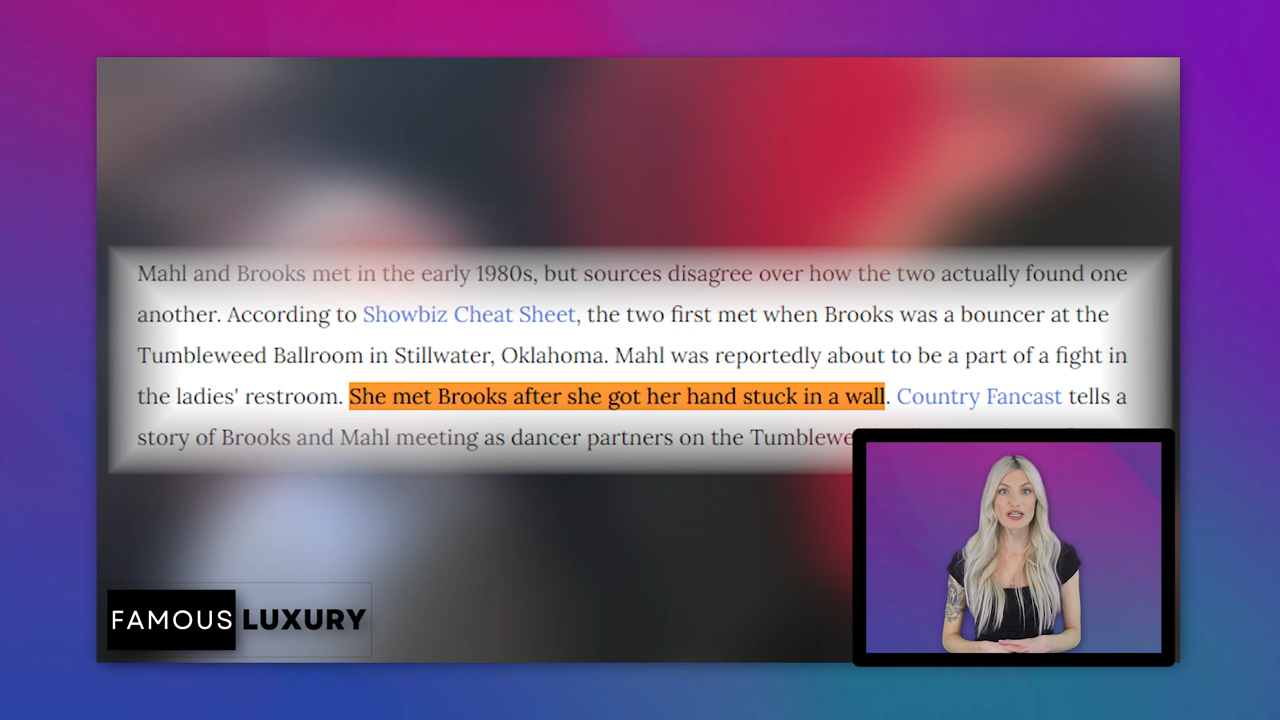 Mahl and Brooks met in the early 1980s, but sources disagree over how the two actually found one
another. According to Showbiz Cheat Sheet, the two first met when Brooks was a bouncer at the
Tumbleweed Ballroom in Stillwater, Oklahoma. Mahl was reportedly about to be a part of a fight in
the ladies' restroom. She met Brooks after she got her hand stuck in a wall. Country Fancast tells a
story of Brooks and Mahl meeting as dancer partners on the
FAMOUS LUXURY